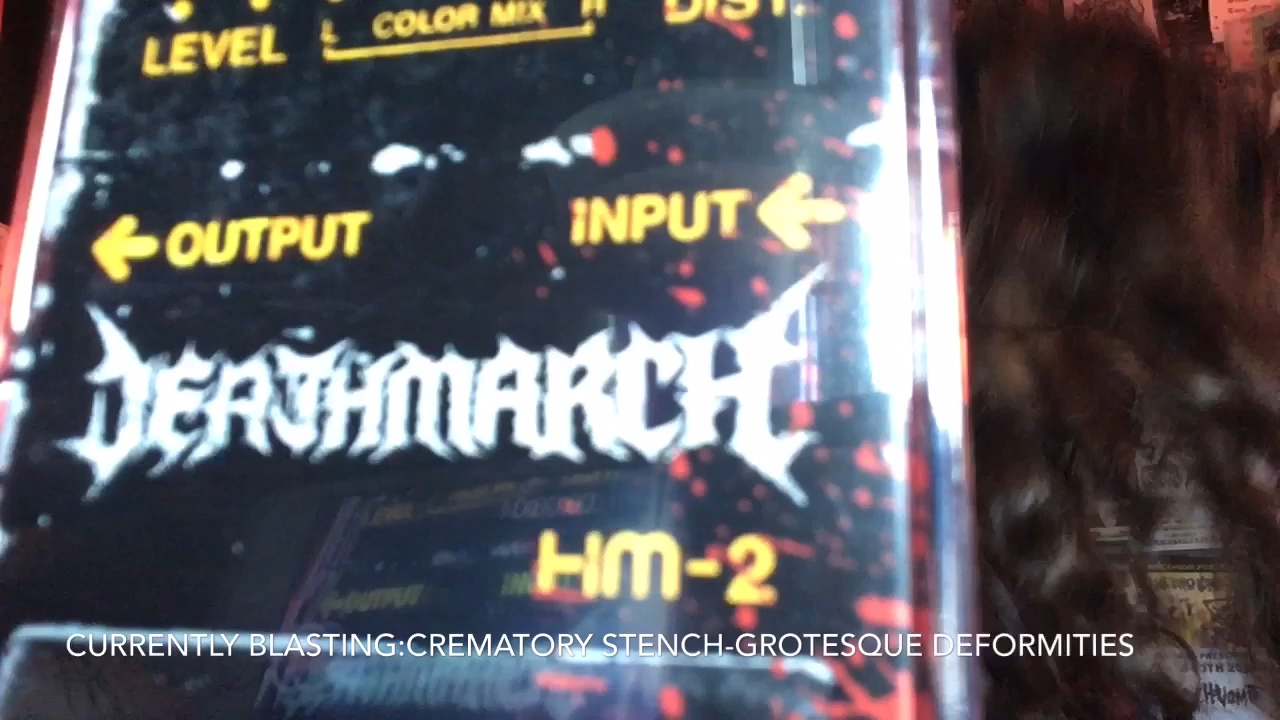 LEVEL
L COLOR MIX H
DIST.
OUTPUT
INPUT
DEATHMARCH
HM-2
CURRENTLY BLASTING:CREMATORY STENCH-GROTESQUE DEFORMITIES